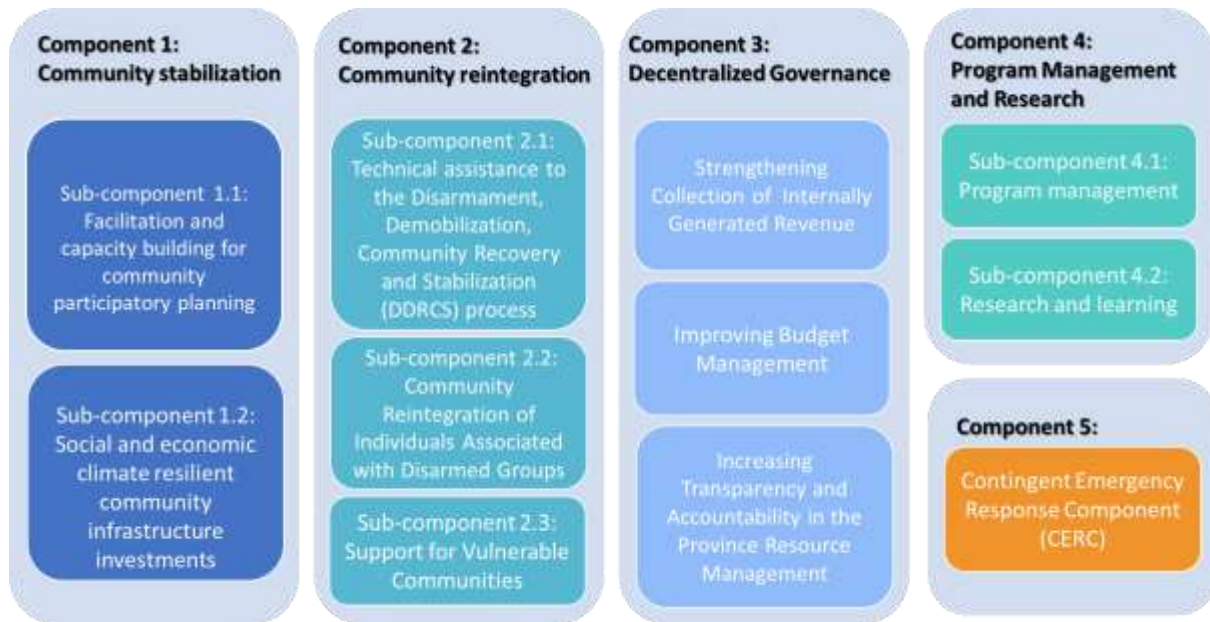 Component 1:
Community stabilization
Sub-component 1.1:
Facilitation and
capacity building for
community
participatory planning
Sub-component 1.2:
Social and economic
climate resilient
community
infrastructure
investments
Component 2:
Community reintegration
Sub-component 2.1:
Technical assistance to
the Disarmament,
Demobilization,
Community Recovery
and Stabilization
(DDRCS) process
Sub-component 2.2:
Community
Reintegration of
Individuals Associated
with Disarmed Groups
Sub-component 2.3:
Support for Vulnerable
Communities
Component 3:
Decentralized Governance
Strengthening
Collection of Internally
Generated Revenue
Improving Budget
Management
Increasing
Transparency and
Accountability in the
Province Resource
Management
Component 4:
Program Management
and Research
Sub-component 4.1:
Program management
Sub-component 4.2:
Research and learning
Component 5:
Contingent Emergency
Response Component
(CERC)